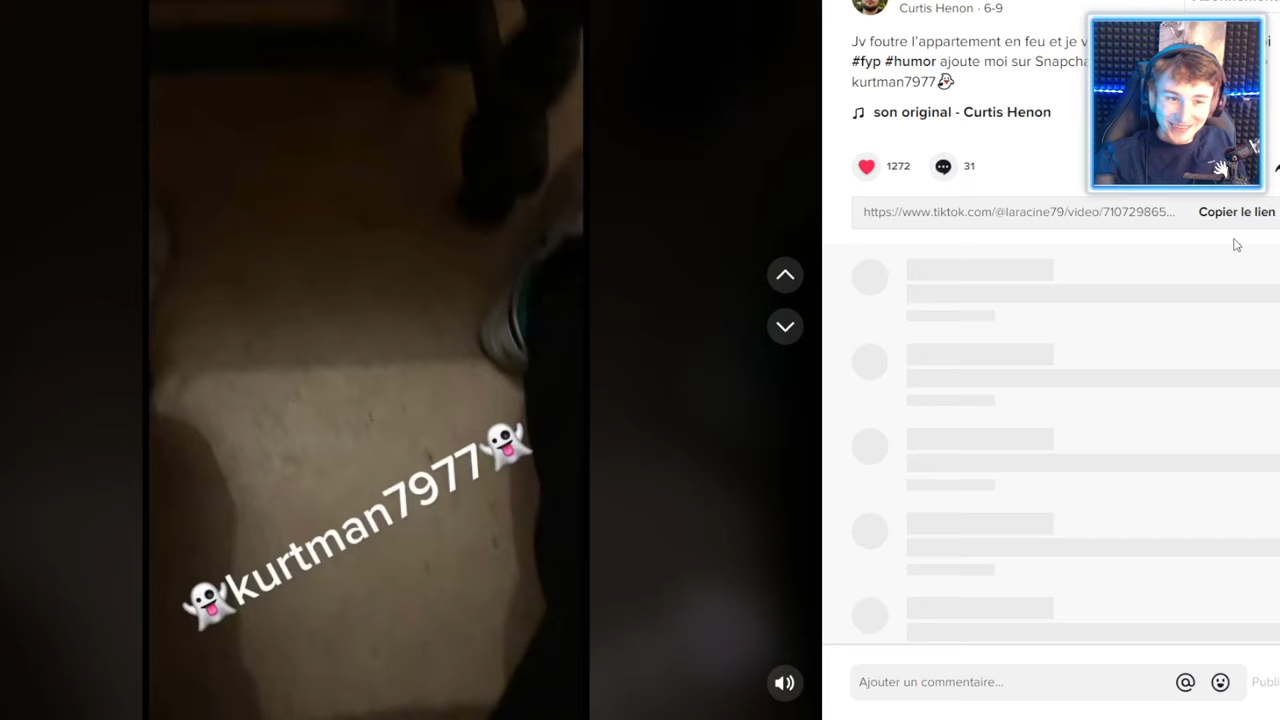 Curtis Henon · 6-9
Jv foutre l'appartement en feu et je v
#fyp #humor ajoute moi sur Snapcha
kurtman7977👻
son original - Curtis Henon
1272
31
https://www.tiktok.com/@laracine79/video/710729865...
Copier le lien
👻kurtman7977👻
Ajouter un commentaire...
Publi